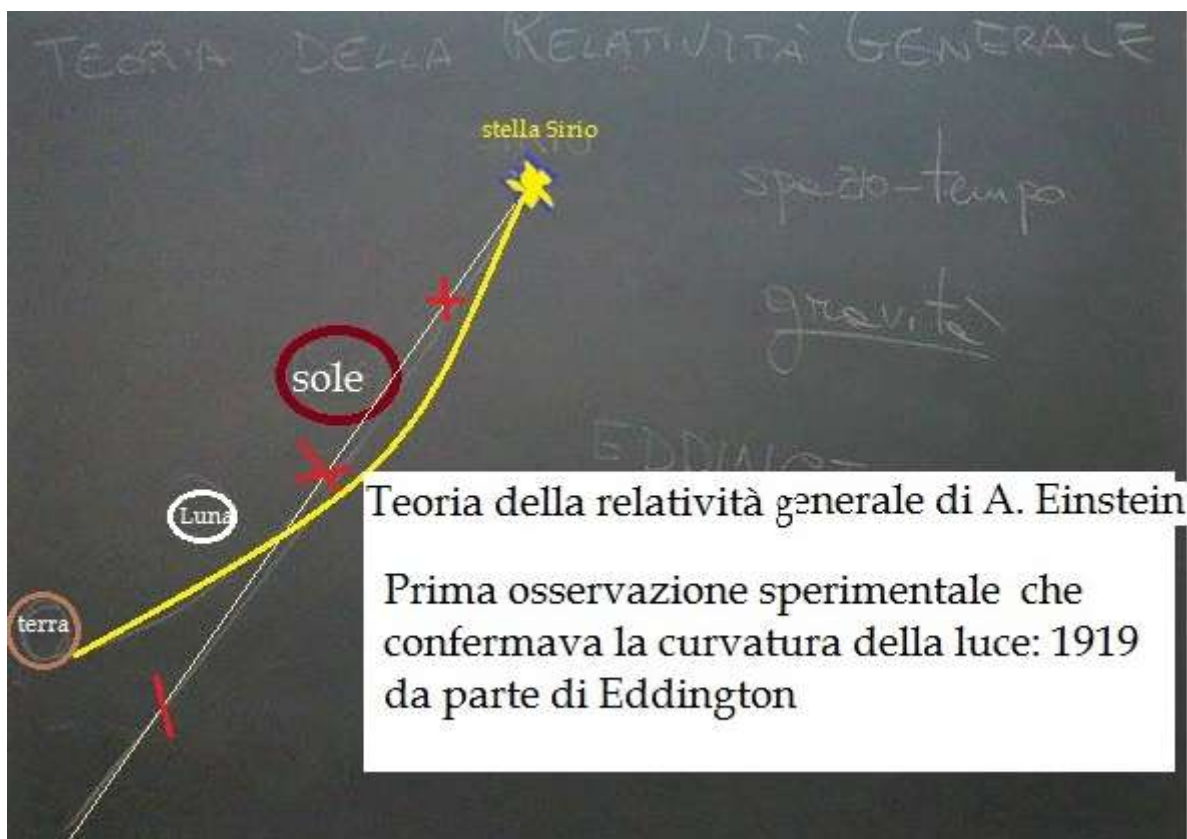 TEORIA DELLA RELATIVITÀ GENERALE
stella Sirio
spazio-tempo
gravità
sole
Luna
terra
Teoria della relatività generale di A. Einstein
Prima osservazione sperimentale che
confermava la curvatura della luce: 1919
da parte di Eddington